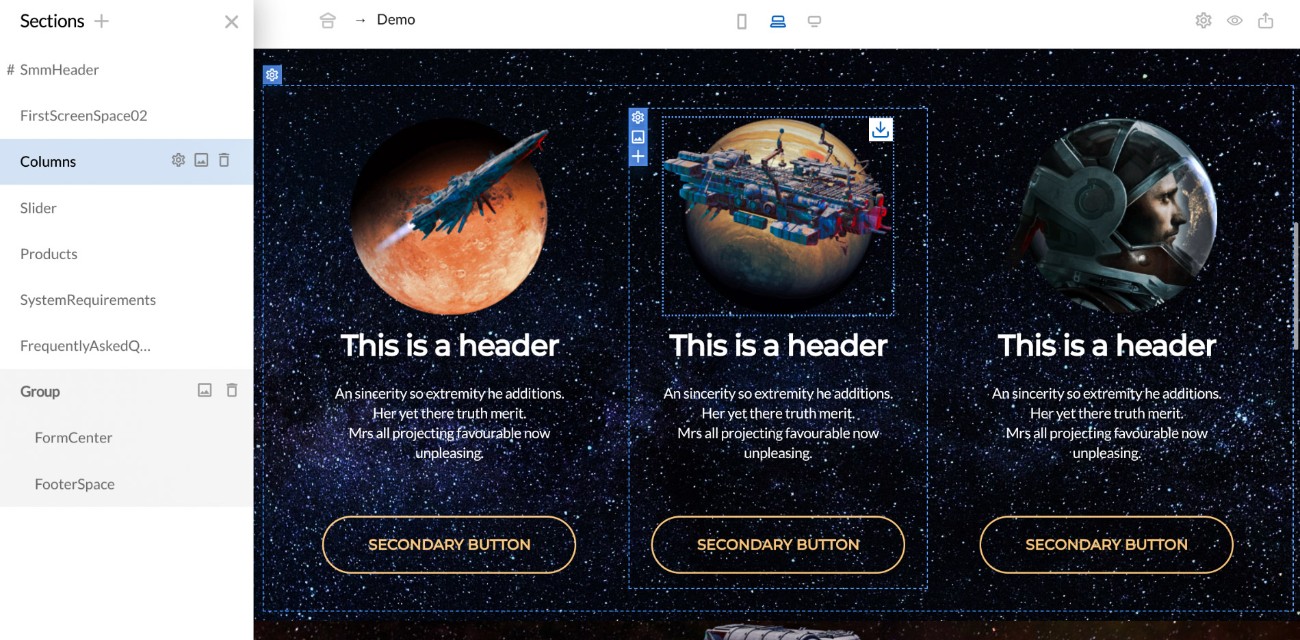 Sections
→ Demo
# SmmHeader
FirstScreenSpace02
Columns
Slider
Products
SystemRequirements
FrequentlyAskedQ...
Group
FormCenter
FooterSpace
This is a header
An sincerity so extremity he additions.
Her yet there truth merit.
Mrs all projecting favourable now
unpleasing.
SECONDARY BUTTON
This is a header
An sincerity so extremity he additions.
Her yet there truth merit.
Mrs all projecting favourable now
unpleasing.
SECONDARY BUTTON
This is a header
An sincerity so extremity he additions.
Her yet there truth merit.
Mrs all projecting favourable now
unpleasing.
SECONDARY BUTTON